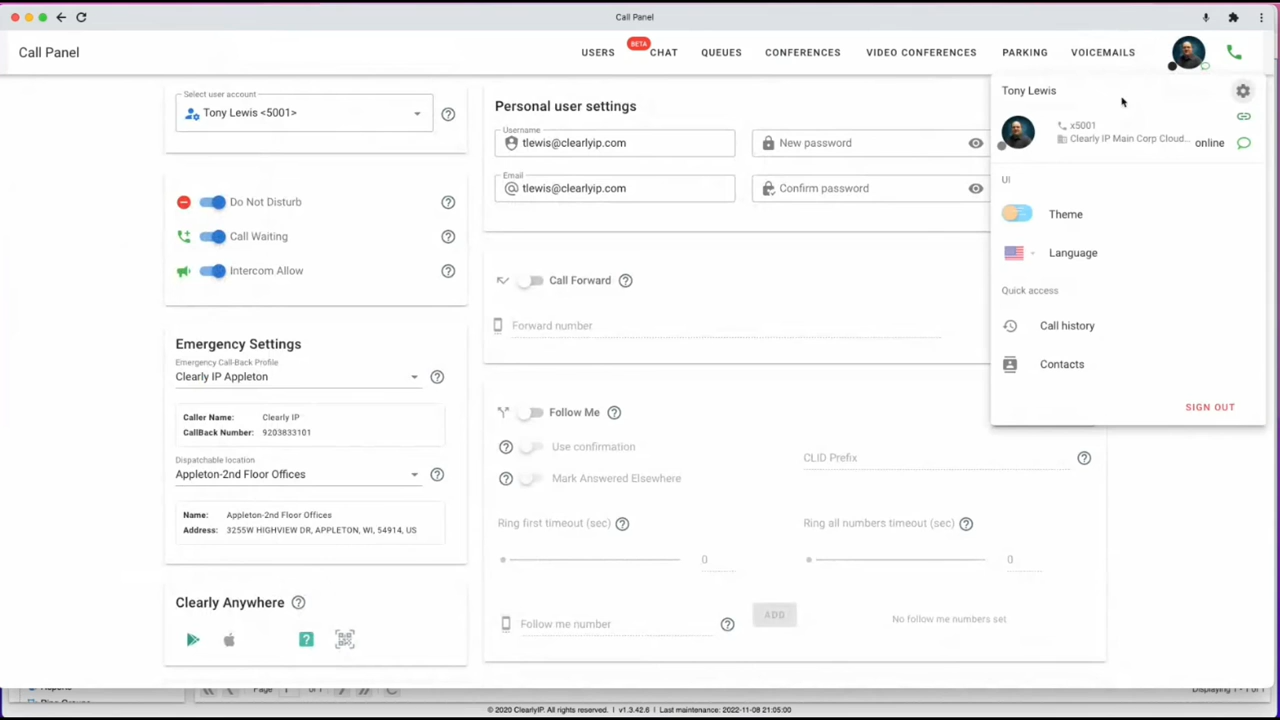 Call Panel
Call Panel
USERS
BETA
CHAT
QUEUES
CONFERENCES
VIDEO CONFERENCES
PARKING
VOICEMAILS
Select user account
Tony Lewis <5001>
Do Not Disturb
Call Waiting
Intercom Allow
Emergency Settings
Emergency Call-Back Profile
Clearly IP Appleton
Caller Name: Clearly IP
CallBack Number: 9203833101
Dispatchable location
Appleton-2nd Floor Offices
Name: Appleton-2nd Floor Offices
Address: 3255W HIGHVIEW DR, APPLETON, WI, 54914, US
Clearly Anywhere
Personal user settings
Username
tlewis@clearlyip.com
New password
Email
tlewis@clearlyip.com
Confirm password
Call Forward
Forward number
Follow Me
Use confirmation
CLID Prefix
Mark Answered Elsewhere
Ring first timeout (sec)
Ring all numbers timeout (sec)
0
0
Follow me number
ADD
No follow me numbers set
Tony Lewis
x5001
Clearly IP Main Corp Cloud...
online
UI
Theme
Language
Quick access
Call history
Contacts
SIGN OUT
Page
of 1
Displaying 1 - 1 of 1
© 2020 ClearlyIP. All rights reserved. | v1.3.42.6 | Last maintenance: 2022-11-08 21:05:00